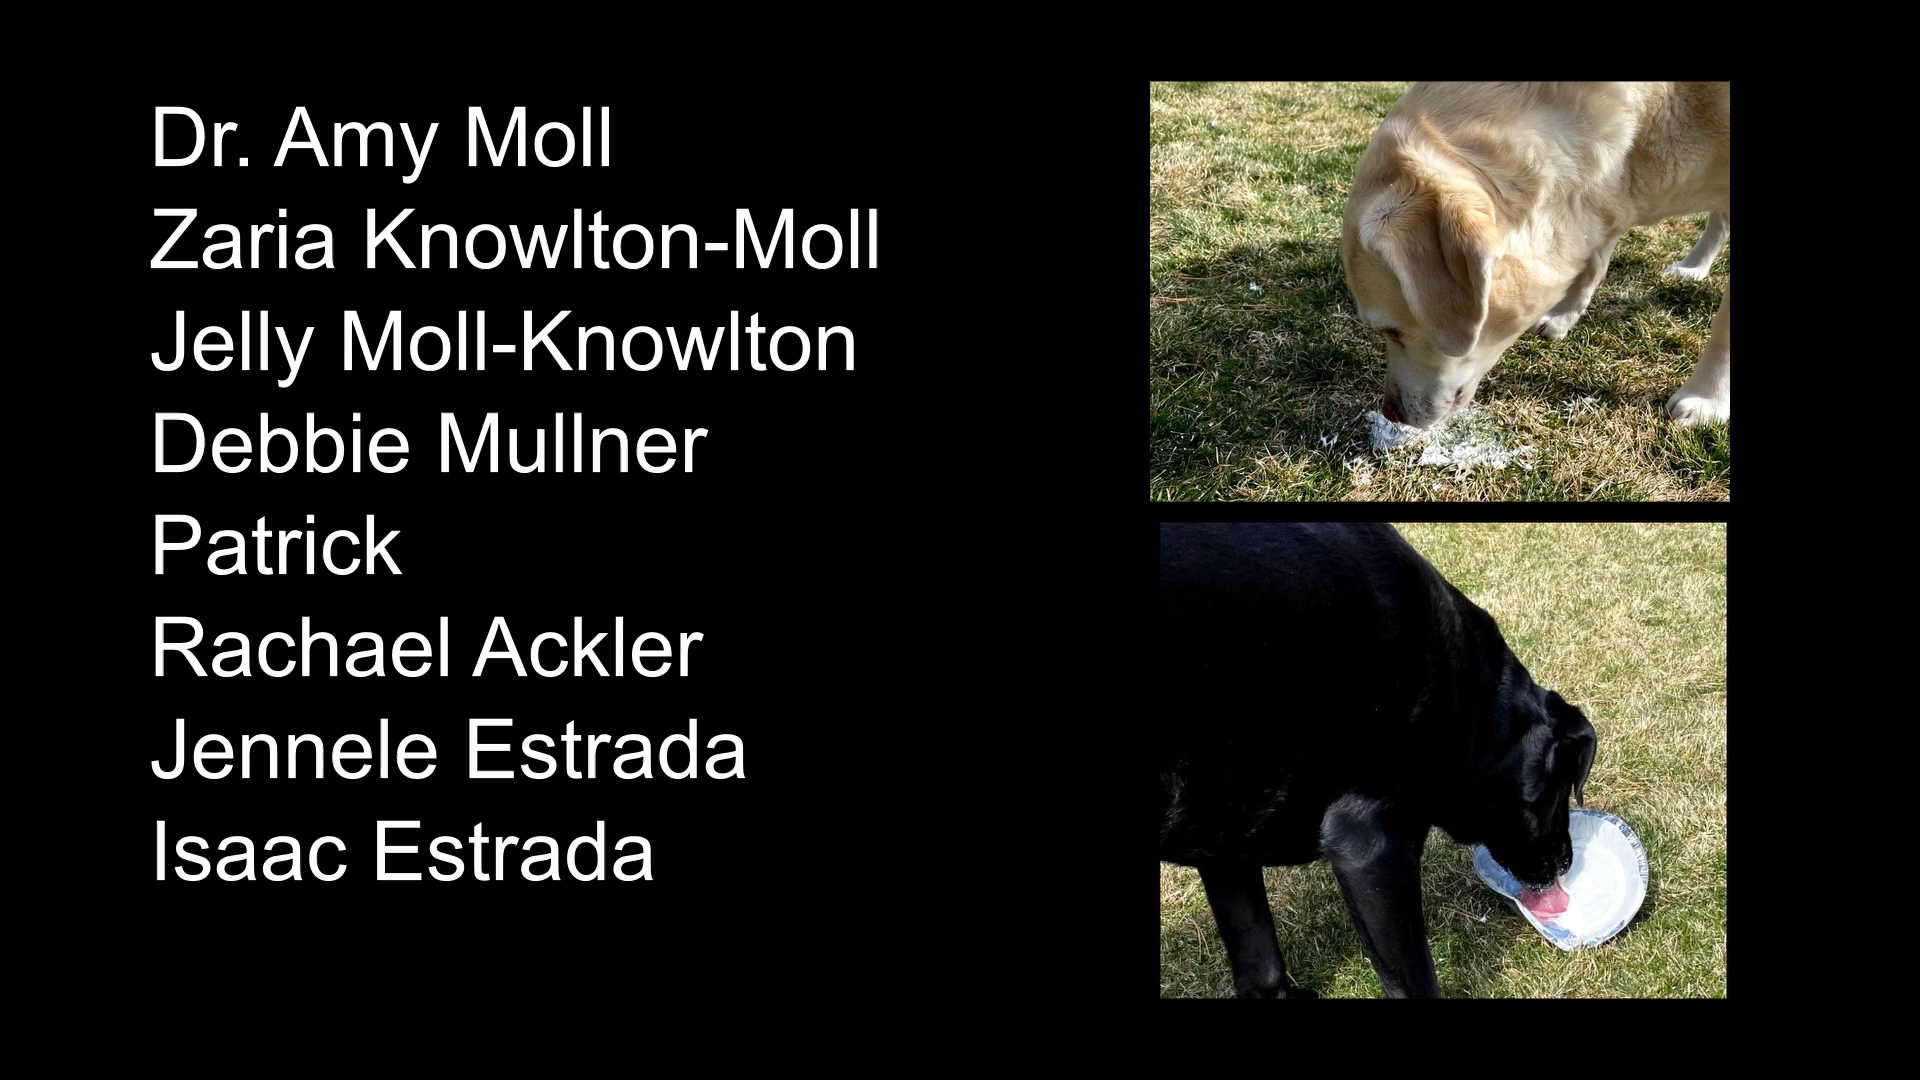 Dr. Amy Moll
Zaria Knowlton-Moll
Jelly Moll-Knowlton
Debbie Mullner
Patrick
Rachael Ackler
Jennele Estrada
Isaac Estrada